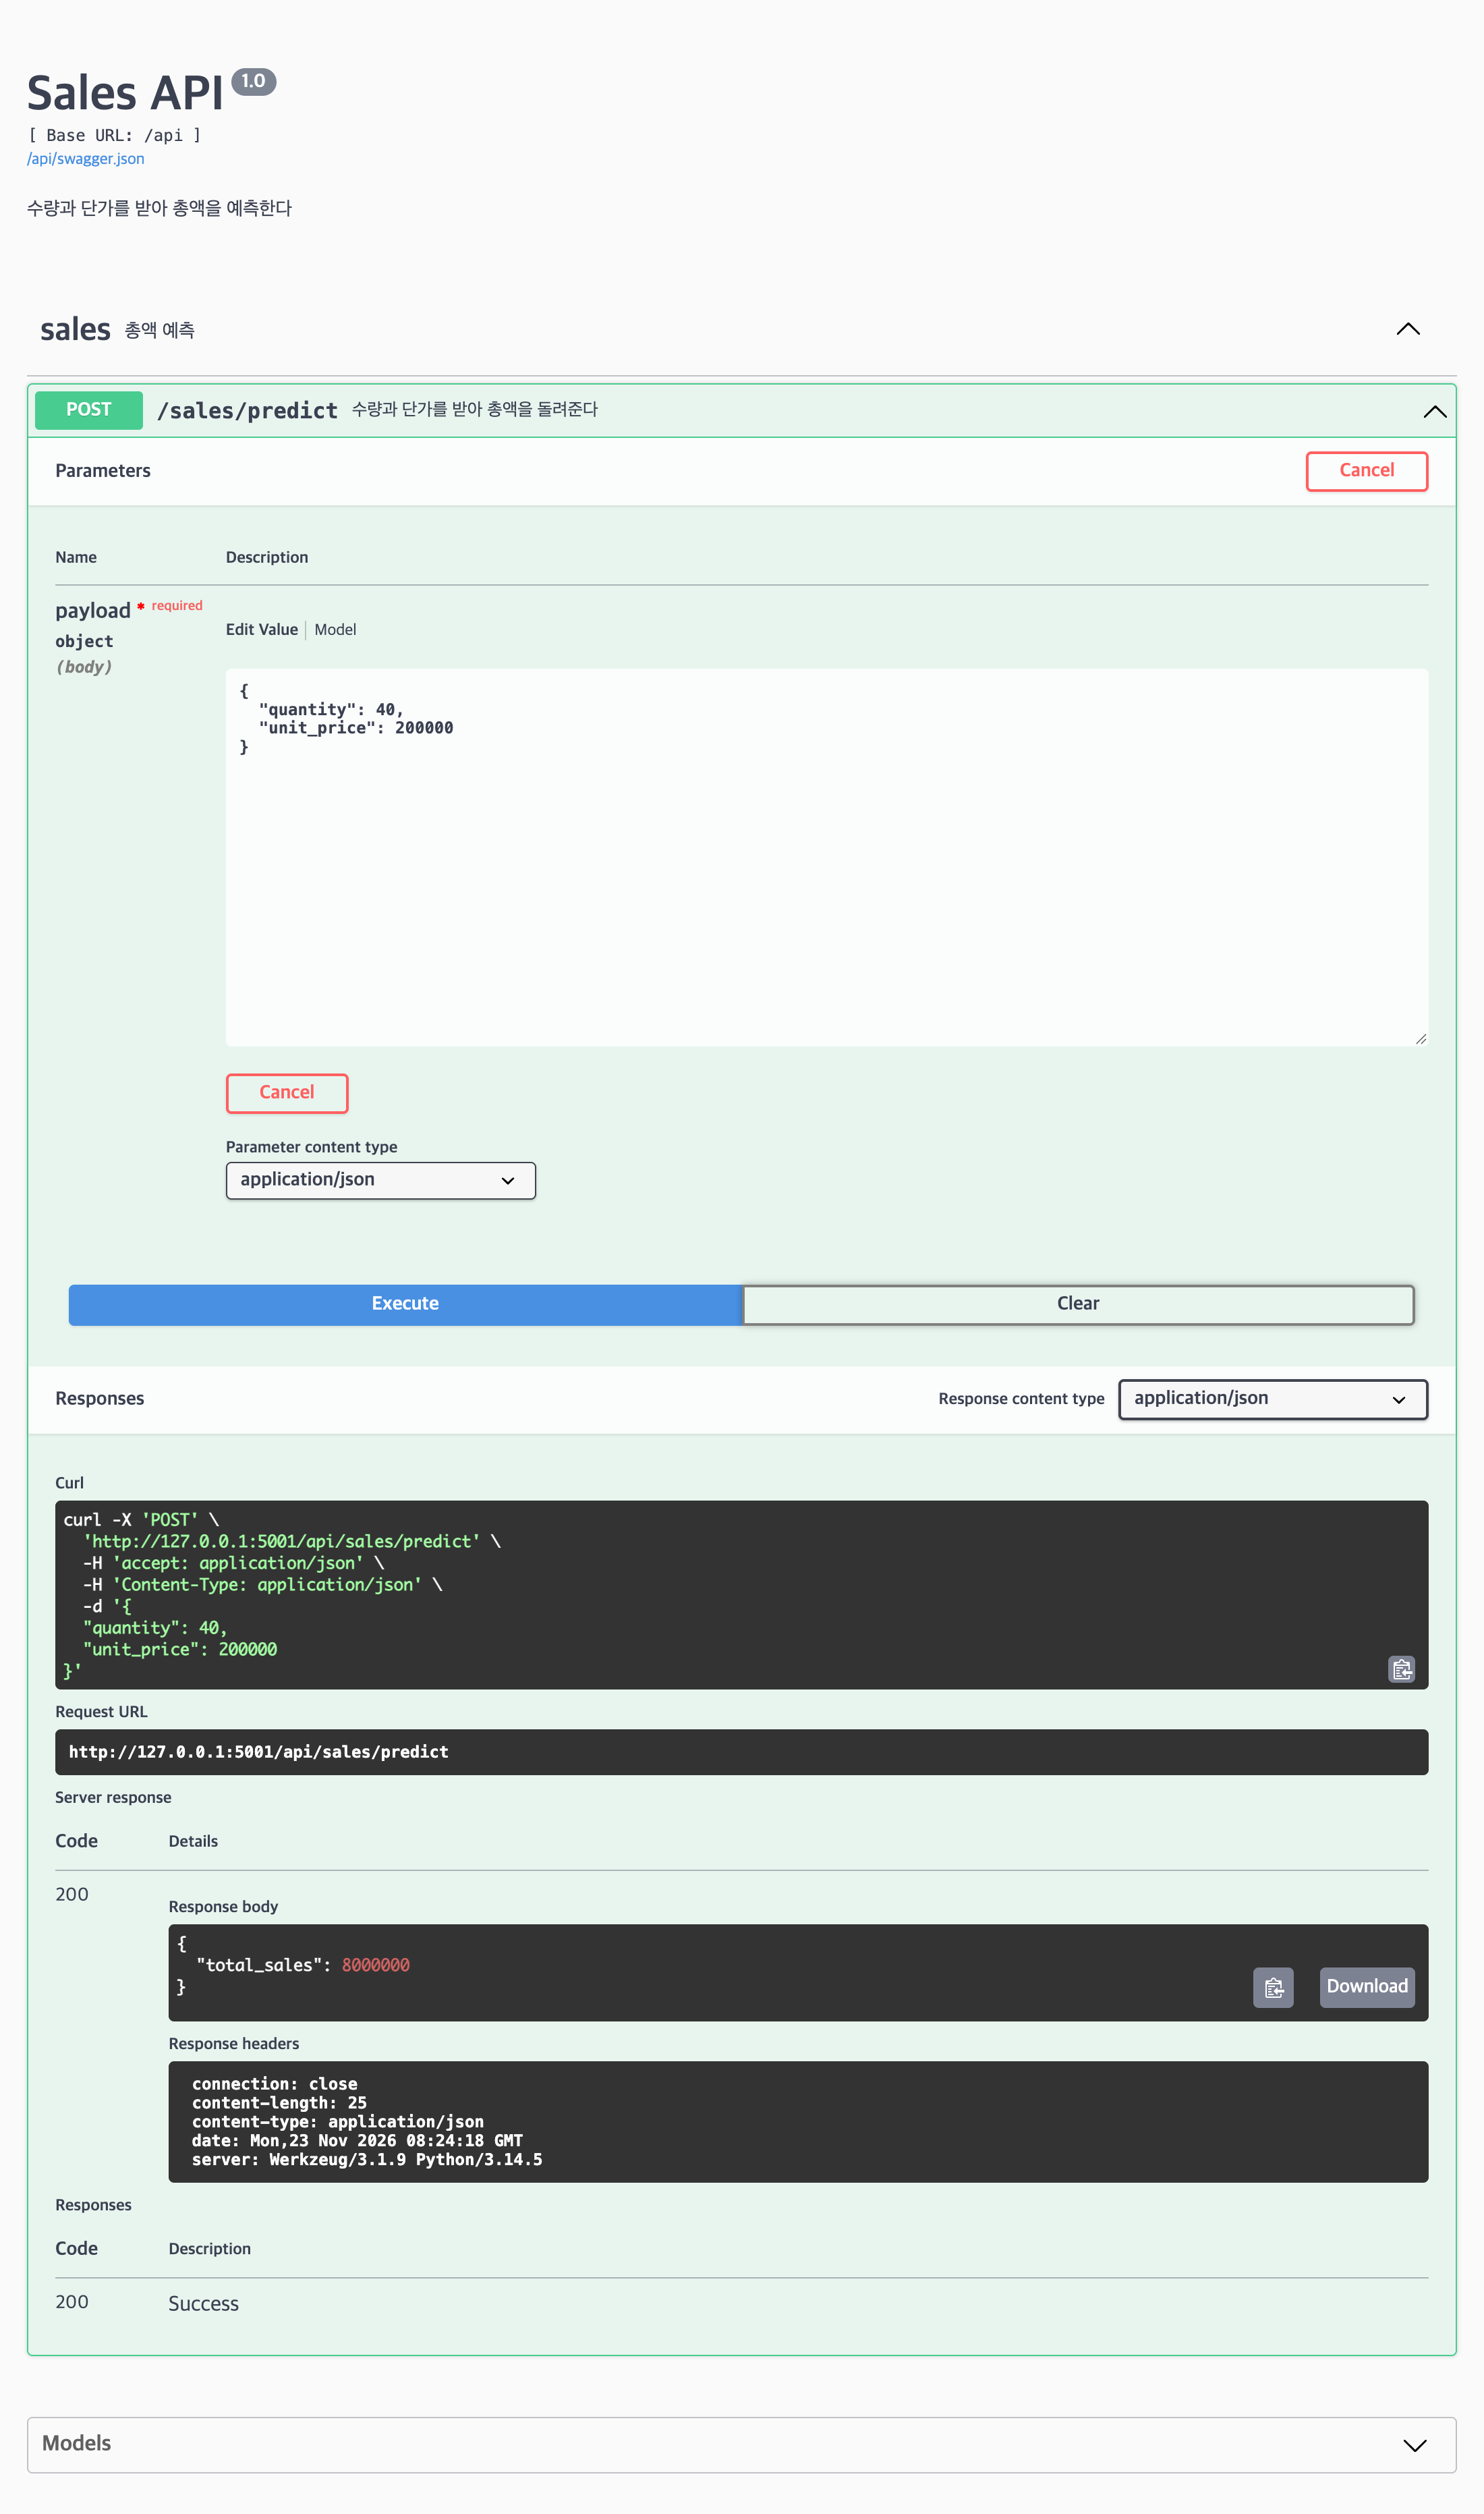 Sales API 1.0
[ Base URL: /api ]
/api/swagger.json
수량과 단가를 받아 총액을 예측한다
sales 총액 예측
POST /sales/predict 수량과 단가를 받아 총액을 돌려준다
Parameters Cancel
Name Description
payload * required
object
(body)
Edit Value Model
{
  "quantity": 40,
  "unit_price": 200000
}
Cancel
Parameter content type
application/json
Execute Clear
Responses Response content type application/json
Curl
curl -X 'POST' \
  'http://127.0.0.1:5001/api/sales/predict' \
  -H 'accept: application/json' \
  -H 'Content-Type: application/json' \
  -d '{
  "quantity": 40,
  "unit_price": 200000
}'
Request URL
http://127.0.0.1:5001/api/sales/predict
Server response
Code Details
200
Response body
{
  "total_sales": 8000000
}
Download
Response headers
connection: close
content-length: 25
content-type: application/json
date: Mon,23 Nov 2026 08:24:18 GMT
server: Werkzeug/3.1.9 Python/3.14.5
Responses
Code Description
200 Success
Models